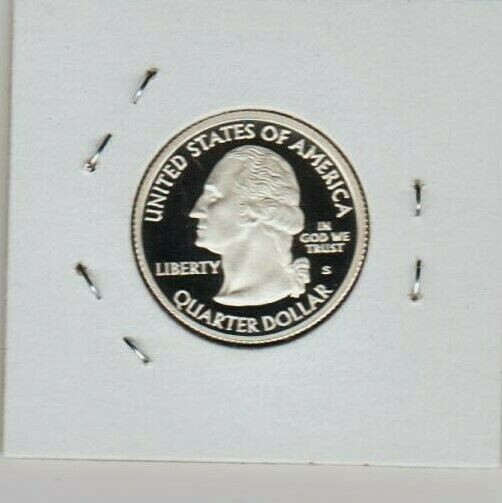 UNITED STATES OF AMERICA
IN
GOD WE
TRUST
LIBERTY
S
QUARTER DOLLAR